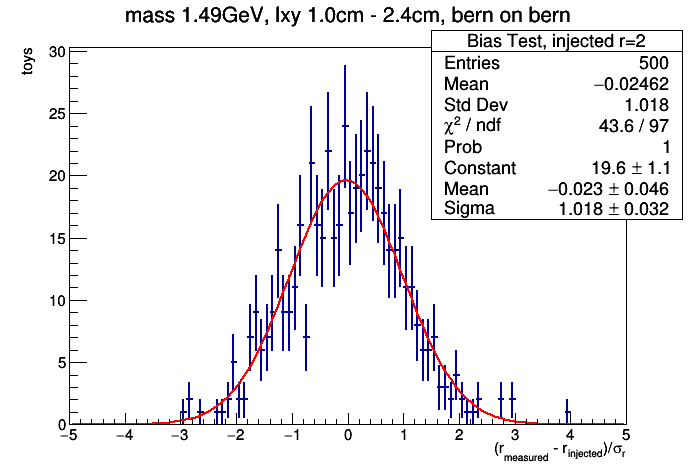 mass 1.49GeV, lxy 1.0cm - 2.4cm, bern on bern
Bias Test, injected r=2
Entries 500
Mean −0.02462
Std Dev 1.018
χ² / ndf 43.6 / 97
Prob 1
Constant 19.6 ± 1.1
Mean −0.023 ± 0.046
Sigma 1.018 ± 0.032
toys
30
25
20
15
10
5
0
−5 −4 −3 −2 −1 0 1 2 3 4 5
(r_measured - r_injected)/σ_r